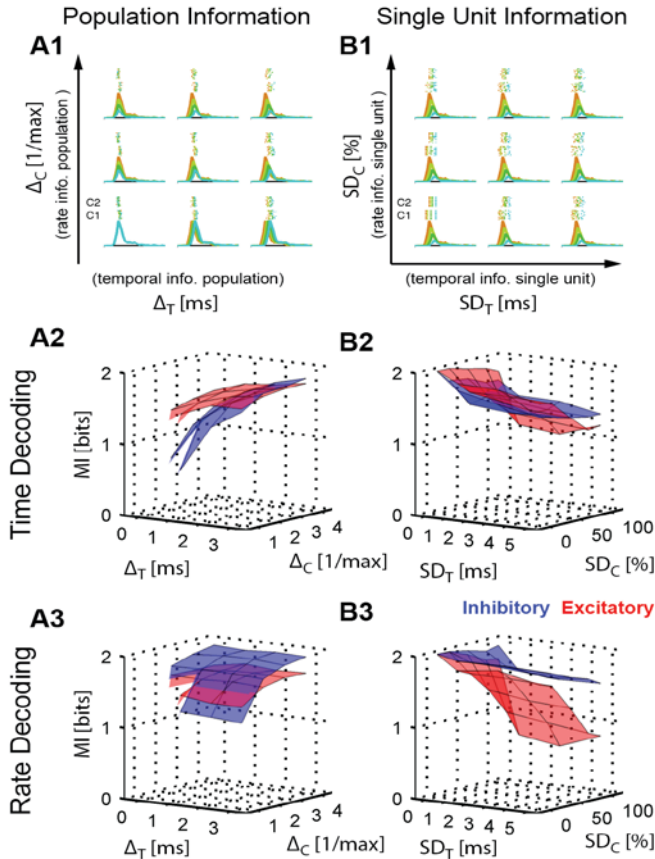 Population Information
Single Unit Information
A1
B1
Δ_C [1/max]
(rate info. population)
C2
C1
(temporal info. population)
Δ_T [ms]
SD_C [%]
(rate info. single unit)
C2
C1
(temporal info. single unit)
SD_T [ms]
Time Decoding
A2
MI [bits]
2
1
0
0
1
2
3
Δ_T [ms]
1
2
3
4
Δ_C [1/max]
B2
2
1
0
0
1
2
3
4
5
SD_T [ms]
0
50
100
SD_C [%]
Inhibitory Excitatory
Rate Decoding
A3
MI [bits]
2
1
0
0
1
2
3
Δ_T [ms]
1
2
3
4
Δ_C [1/max]
B3
2
1
0
0
1
2
3
4
5
SD_T [ms]
0
50
100
SD_C [%]